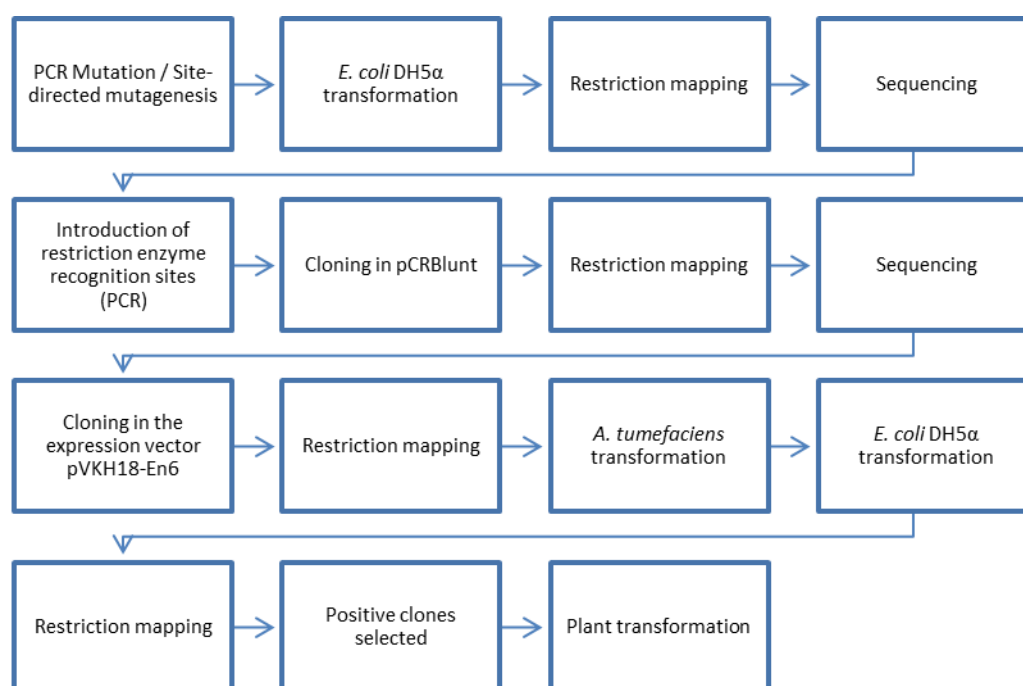 PCR Mutation / Site-
directed mutagenesis
E. coli DH5α
transformation
Restriction mapping
Sequencing
Introduction of
restriction enzyme
recognition sites
(PCR)
Cloning in pCRBlunt
Restriction mapping
Sequencing
Cloning in the
expression vector
pVKH18-En6
Restriction mapping
A. tumefaciens
transformation
E. coli DH5α
transformation
Restriction mapping
Positive clones
selected
Plant transformation